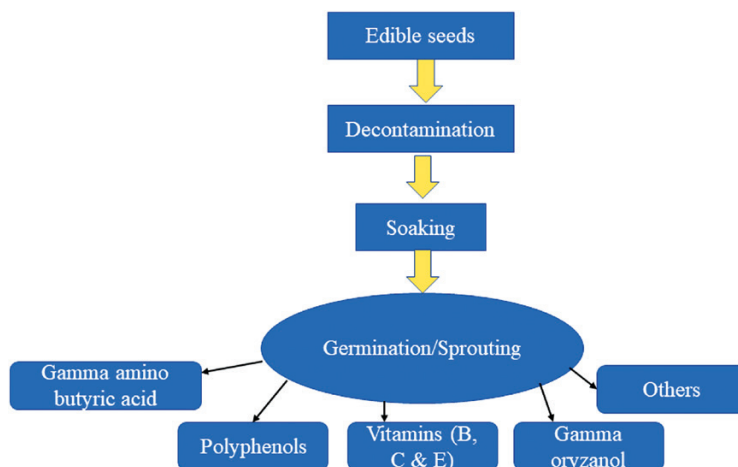 Edible seeds
Decontamination
Soaking
Germination/Sprouting
Gamma amino
butyric acid
Others
Polyphenols
Vitamins (B,
C & E)
Gamma
oryzanol